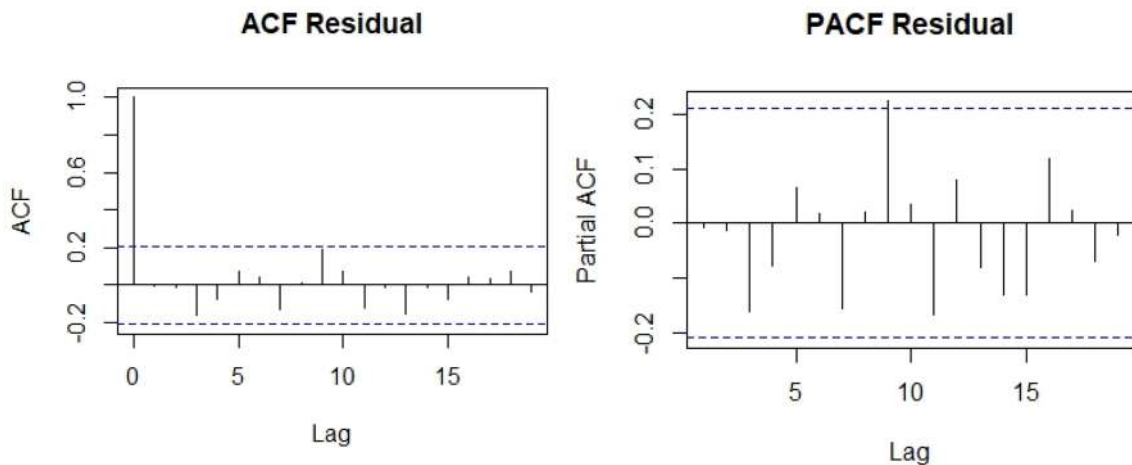 ACF Residual
ACF
1.0
0.6
0.2
-0.2
0 5 10 15
Lag
PACF Residual
Partial ACF
0.2
0.1
0.0
-0.2
5 10 15
Lag